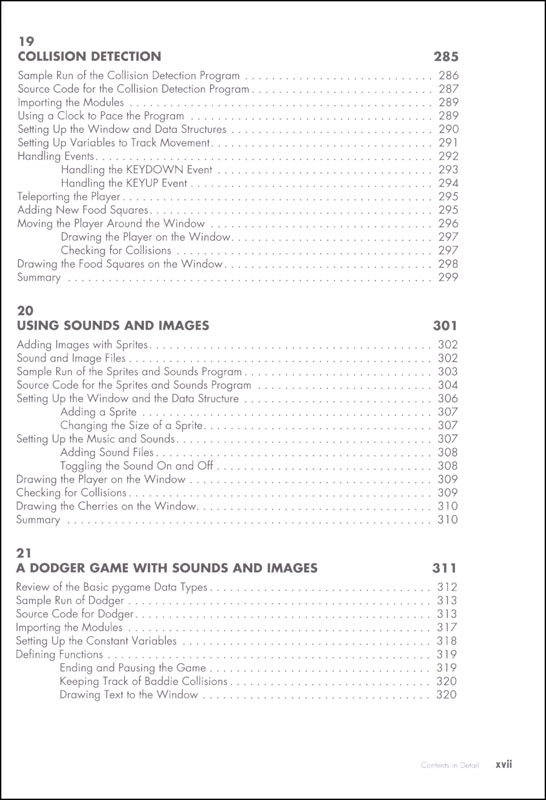 19
COLLISION DETECTION 285
Sample Run of the Collision Detection Program . . . . . . . . . . . . . . . . . . . . . . . . . . . . 286
Source Code for the Collision Detection Program . . . . . . . . . . . . . . . . . . . . . . . . . . . 287
Importing the Modules . . . . . . . . . . . . . . . . . . . . . . . . . . . . . . . . . . . . . . . . . . . . . 289
Using a Clock to Pace the Program . . . . . . . . . . . . . . . . . . . . . . . . . . . . . . . . . . . . 289
Setting Up the Window and Data Structures . . . . . . . . . . . . . . . . . . . . . . . . . . . . . . 290
Setting Up Variables to Track Movement. . . . . . . . . . . . . . . . . . . . . . . . . . . . . . . . . 291
Handling Events. . . . . . . . . . . . . . . . . . . . . . . . . . . . . . . . . . . . . . . . . . . . . . . . . . 292
Handling the KEYDOWN Event . . . . . . . . . . . . . . . . . . . . . . . . . . . . . . . . 293
Handling the KEYUP Event . . . . . . . . . . . . . . . . . . . . . . . . . . . . . . . . . . . . 294
Teleporting the Player . . . . . . . . . . . . . . . . . . . . . . . . . . . . . . . . . . . . . . . . . . . . . . 295
Adding New Food Squares. . . . . . . . . . . . . . . . . . . . . . . . . . . . . . . . . . . . . . . . . . 295
Moving the Player Around the Window . . . . . . . . . . . . . . . . . . . . . . . . . . . . . . . . . 296
Drawing the Player on the Window. . . . . . . . . . . . . . . . . . . . . . . . . . . . . . 297
Checking for Collisions . . . . . . . . . . . . . . . . . . . . . . . . . . . . . . . . . . . . . . 297
Drawing the Food Squares on the Window . . . . . . . . . . . . . . . . . . . . . . . . . . . . . . . 298
Summary . . . . . . . . . . . . . . . . . . . . . . . . . . . . . . . . . . . . . . . . . . . . . . . . . . . . . . 299
20
USING SOUNDS AND IMAGES 301
Adding Images with Sprites . . . . . . . . . . . . . . . . . . . . . . . . . . . . . . . . . . . . . . . . . . 302
Sound and Image Files . . . . . . . . . . . . . . . . . . . . . . . . . . . . . . . . . . . . . . . . . . . . . 302
Sample Run of the Sprites and Sounds Program . . . . . . . . . . . . . . . . . . . . . . . . . . . . 303
Source Code for the Sprites and Sounds Program . . . . . . . . . . . . . . . . . . . . . . . . . . 304
Setting Up the Window and the Data Structure . . . . . . . . . . . . . . . . . . . . . . . . . . . . 306
Adding a Sprite . . . . . . . . . . . . . . . . . . . . . . . . . . . . . . . . . . . . . . . . . . . 307
Changing the Size of a Sprite. . . . . . . . . . . . . . . . . . . . . . . . . . . . . . . . . . 307
Setting Up the Music and Sounds. . . . . . . . . . . . . . . . . . . . . . . . . . . . . . . . . . . . . . 307
Adding Sound Files . . . . . . . . . . . . . . . . . . . . . . . . . . . . . . . . . . . . . . . . . 308
Toggling the Sound On and Off . . . . . . . . . . . . . . . . . . . . . . . . . . . . . . . . 308
Drawing the Player on the Window . . . . . . . . . . . . . . . . . . . . . . . . . . . . . . . . . . . . 309
Checking for Collisions . . . . . . . . . . . . . . . . . . . . . . . . . . . . . . . . . . . . . . . . . . . . . 309
Drawing the Cherries on the Window. . . . . . . . . . . . . . . . . . . . . . . . . . . . . . . . . . . 310
Summary . . . . . . . . . . . . . . . . . . . . . . . . . . . . . . . . . . . . . . . . . . . . . . . . . . . . . . 310
21
A DODGER GAME WITH SOUNDS AND IMAGES 311
Review of the Basic pygame Data Types . . . . . . . . . . . . . . . . . . . . . . . . . . . . . . . . . 312
Sample Run of Dodger . . . . . . . . . . . . . . . . . . . . . . . . . . . . . . . . . . . . . . . . . . . . . 313
Source Code for Dodger. . . . . . . . . . . . . . . . . . . . . . . . . . . . . . . . . . . . . . . . . . . . 313
Importing the Modules . . . . . . . . . . . . . . . . . . . . . . . . . . . . . . . . . . . . . . . . . . . . . 317
Setting Up the Constant Variables . . . . . . . . . . . . . . . . . . . . . . . . . . . . . . . . . . . . . 318
Defining Functions . . . . . . . . . . . . . . . . . . . . . . . . . . . . . . . . . . . . . . . . . . . . . . . . 319
Ending and Pausing the Game . . . . . . . . . . . . . . . . . . . . . . . . . . . . . . . . . 319
Keeping Track of Baddie Collisions . . . . . . . . . . . . . . . . . . . . . . . . . . . . . . 320
Drawing Text to the Window . . . . . . . . . . . . . . . . . . . . . . . . . . . . . . . . . . 320
Contents in Detail xvii